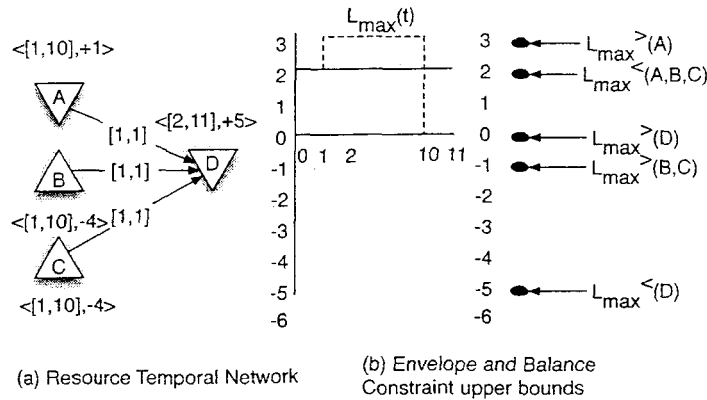 <[1,10],+1>
A
<[2,11],+5>
[1,1]
D
B
[1,1]
[1,1]
<[1,10],-4>
C
<[1,10],-4>
(a) Resource Temporal Network
Lmax(t)
3
2
1
0
0 1 2 10 11
-1
-2
-3
-4
-5
-6
3
2
1
0
-1
-2
-3
-4
-5
-6
Lmax>(A)
Lmax<(A,B,C)
Lmax>(D)
Lmax>(B,C)
Lmax<(D)
(b) Envelope and Balance
Constraint upper bounds